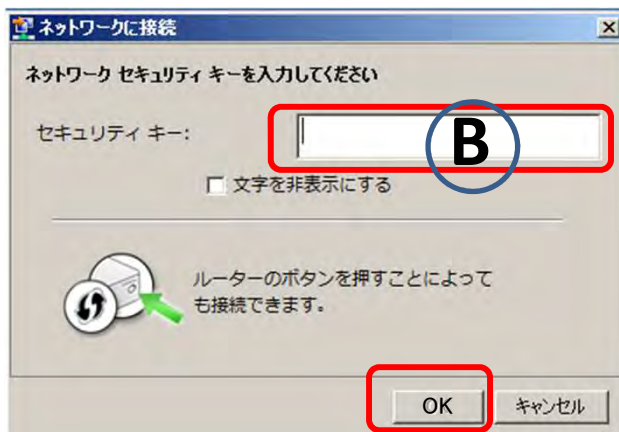 ネットワークに接続
ネットワーク セキュリティ キーを入力してください
セキュリティ キー:
B
文字を非表示にする
ルーターのボタンを押すことによって
も接続できます。
OK
キャンセル